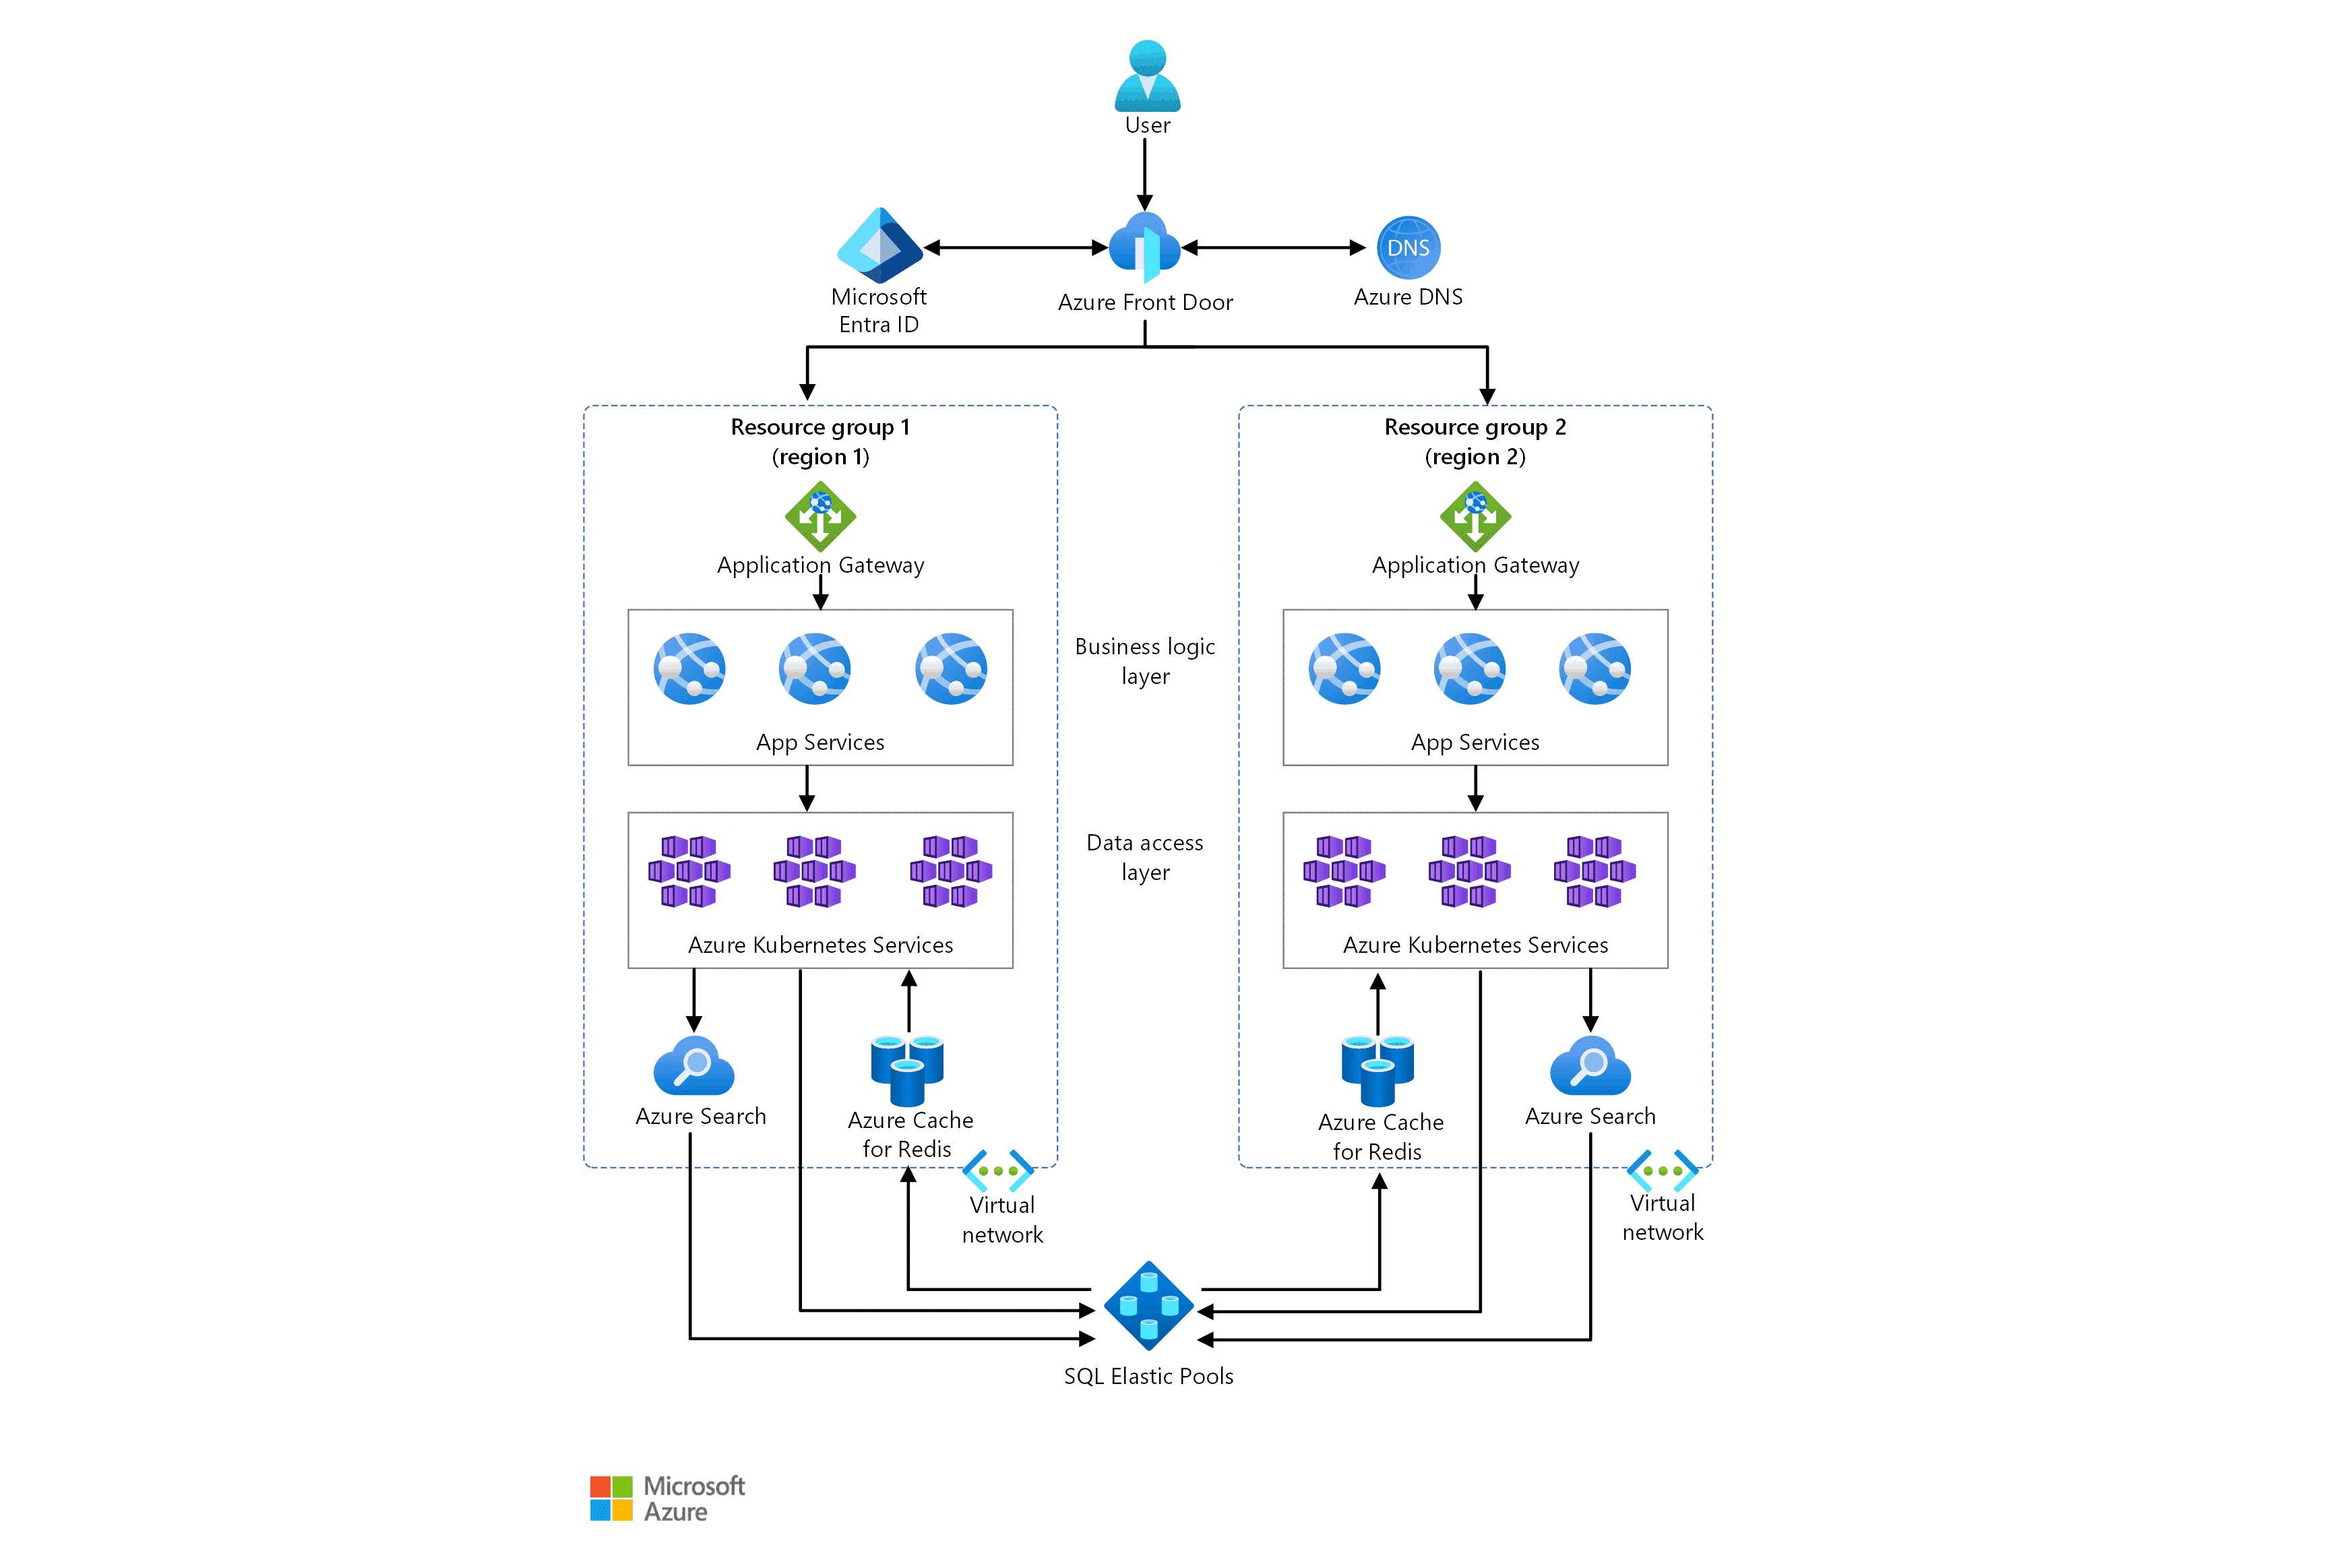 User
DNS
Microsoft
Entra ID
Azure Front Door
Azure DNS
Resource group 1
(region 1)
Resource group 2
(region 2)
Application Gateway
Application Gateway
Business logic
layer
App Services
App Services
Data access
layer
Azure Kubernetes Services
Azure Kubernetes Services
Azure Search
Azure Cache
for Redis
Azure Cache
for Redis
Azure Search
Virtual
network
Virtual
network
SQL Elastic Pools
Microsoft
Azure